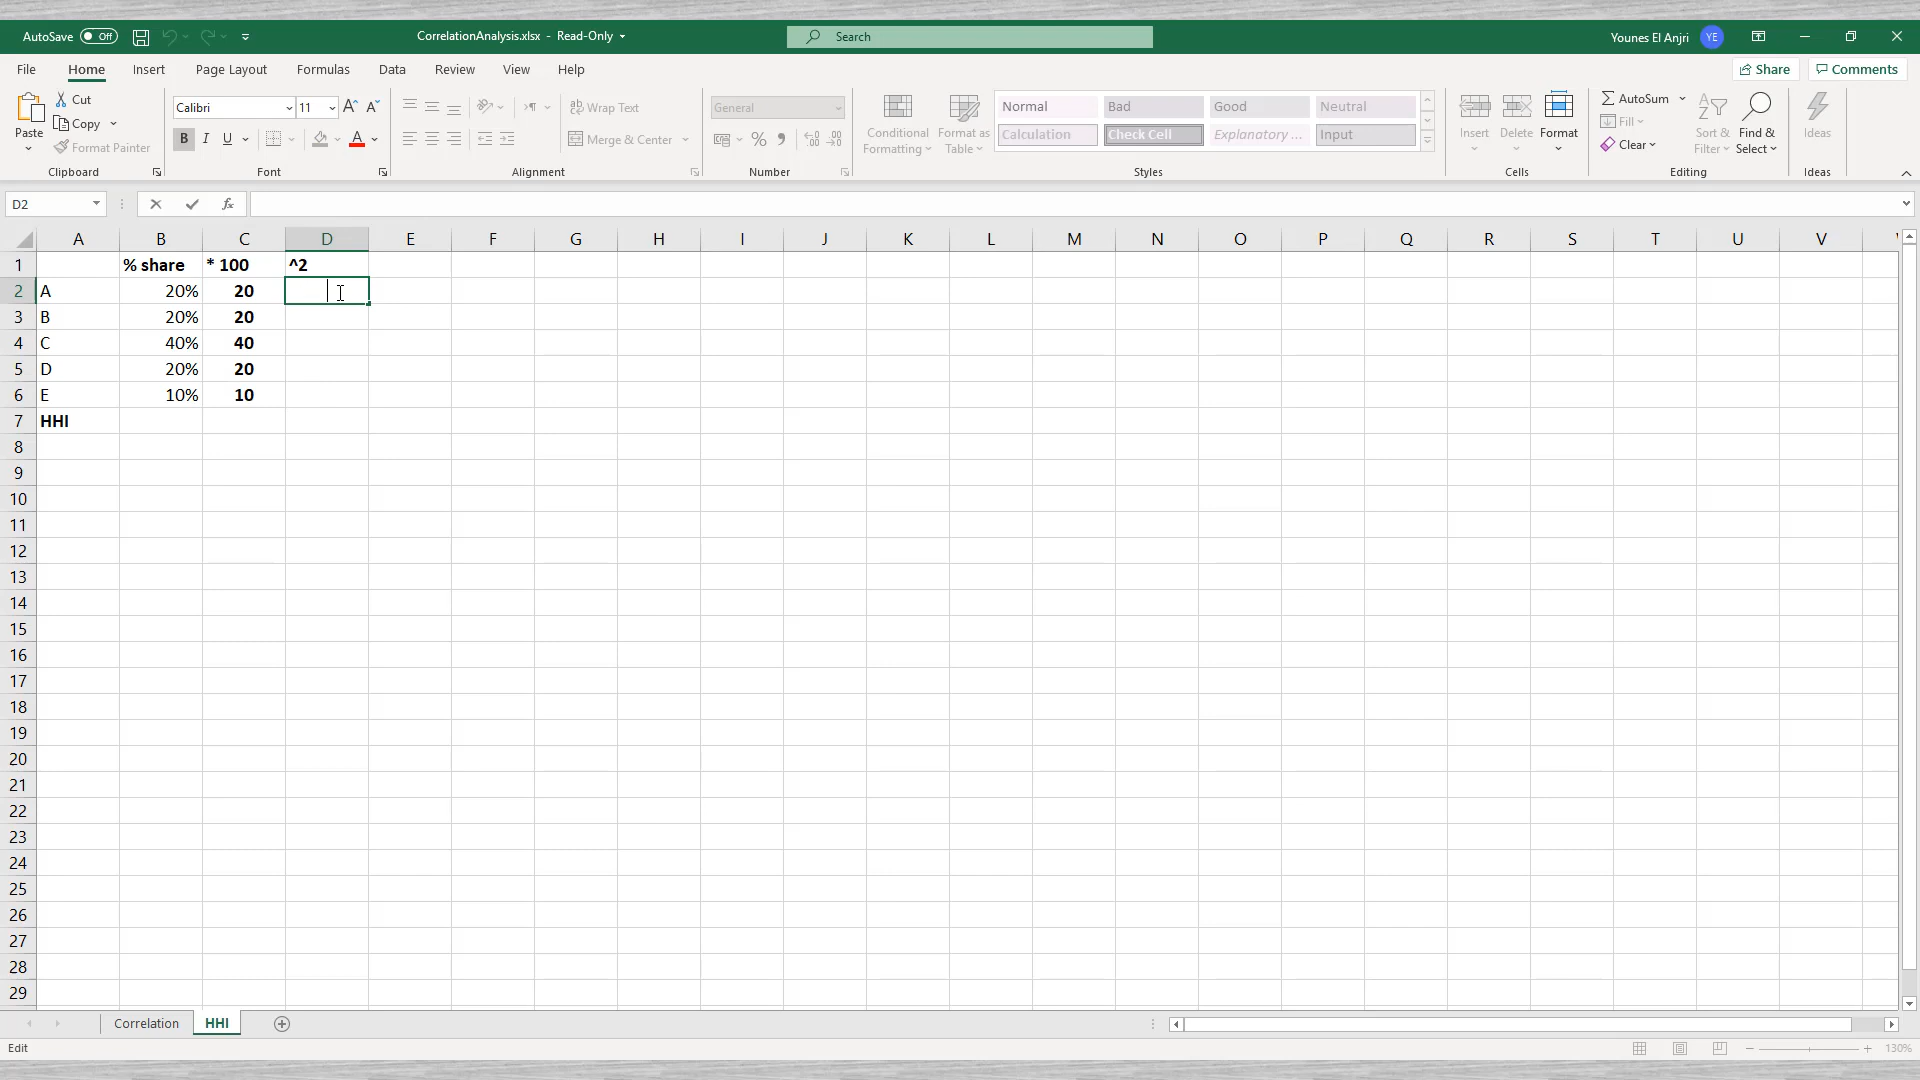 AutoSave Off CorrelationAnalysis.xlsx - Read-Only Search Younes El Anjri YE
File Home Insert Page Layout Formulas Data Review View Help Share Comments
Paste Cut Copy Format Painter
Calibri 11 A A B I U A
ab Wrap Text Merge & Center
General % ,
Conditional Formatting Format as Table
Normal Bad Good Neutral
Calculation Check Cell Explanatory ... Input
Insert Delete Format
AutoSum Fill Clear Sort & Filter Find & Select Ideas
Clipboard Font Alignment Number Styles Cells Editing Ideas
D2 fx
A B C D E F G H I J K L M N O P Q R S T U V
1 % share * 100 ^2
2 A 20% 20
3 B 20% 20
4 C 40% 40
5 D 20% 20
6 E 10% 10
7 HHI
8
9
10
11
12
13
14
15
16
17
18
19
20
21
22
23
24
25
26
27
28
29
Correlation HHI
Edit 130%